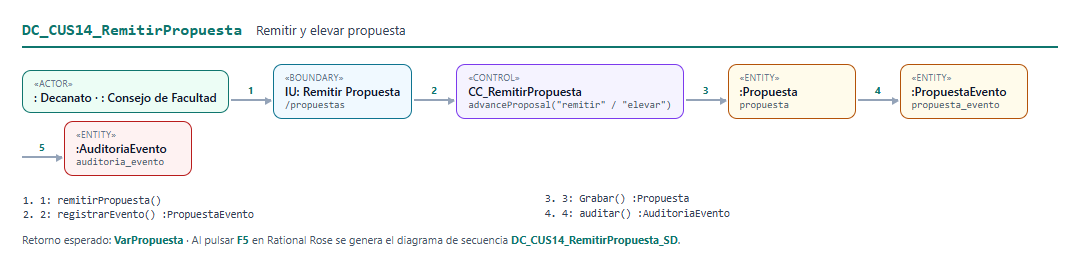 DC_CUS14_RemitirPropuesta Remitir y elevar propuesta
«ACTOR»
: Decanato · : Consejo de Facultad
1
«BOUNDARY»
IU: Remitir Propuesta
/propuestas
2
«CONTROL»
CC_RemitirPropuesta
advanceProposal("remitir" / "elevar")
3
«ENTITY»
:Propuesta
propuesta
4
«ENTITY»
:PropuestaEvento
propuesta_evento
5
«ENTITY»
:AuditoriaEvento
auditoria_evento
1. 1: remitirPropuesta()
2. 2: registrarEvento() :PropuestaEvento
3. 3: Grabar() :Propuesta
4. 4: auditar() :AuditoriaEvento
Retorno esperado: VarPropuesta · Al pulsar F5 en Rational Rose se genera el diagrama de secuencia DC_CUS14_RemitirPropuesta_SD.